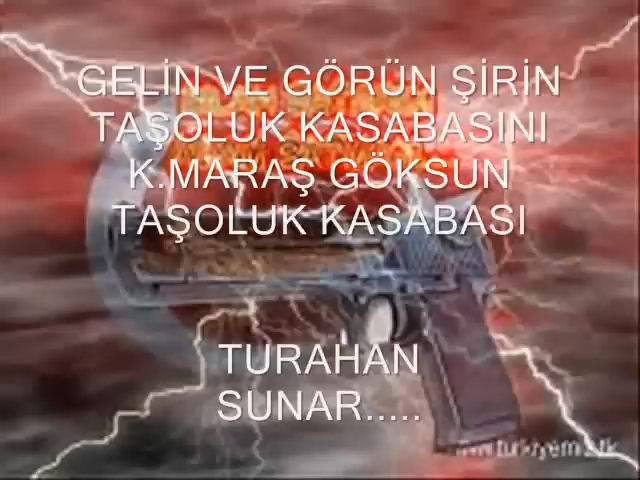 GELİN VE GÖRÜN ŞİRİN
TAŞOLUK KASABASINI
K.MARAŞ GÖKSUN
TAŞOLUK KASABASI
TURAHAN
SUNAR.....